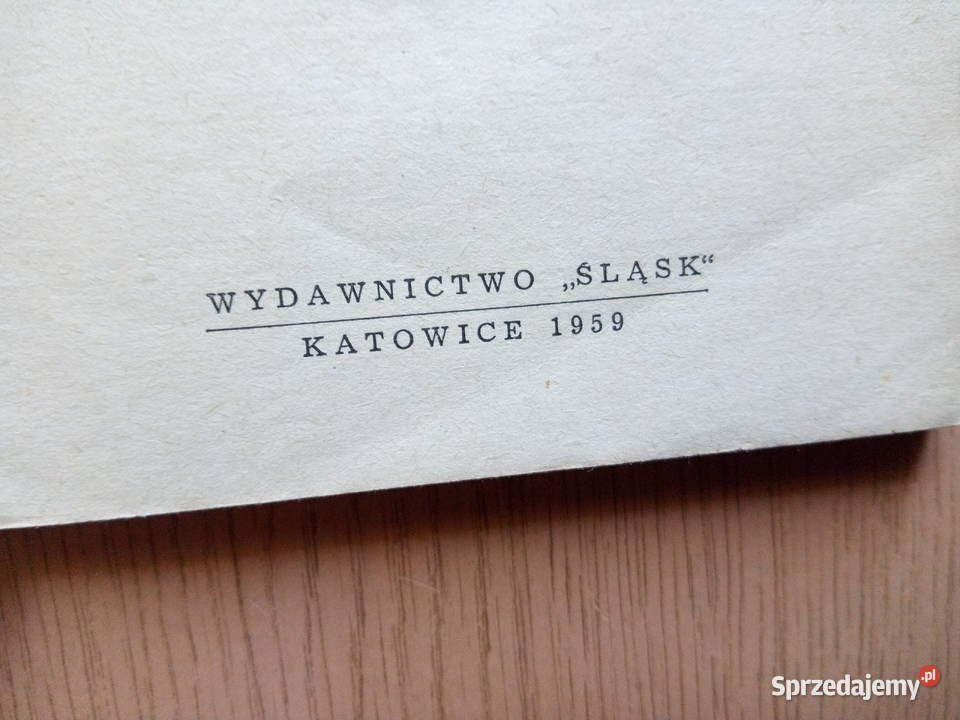 WYDAWNICTWO „ŚLĄSK“
KATOWICE 1959
Sprzedajemy.pl